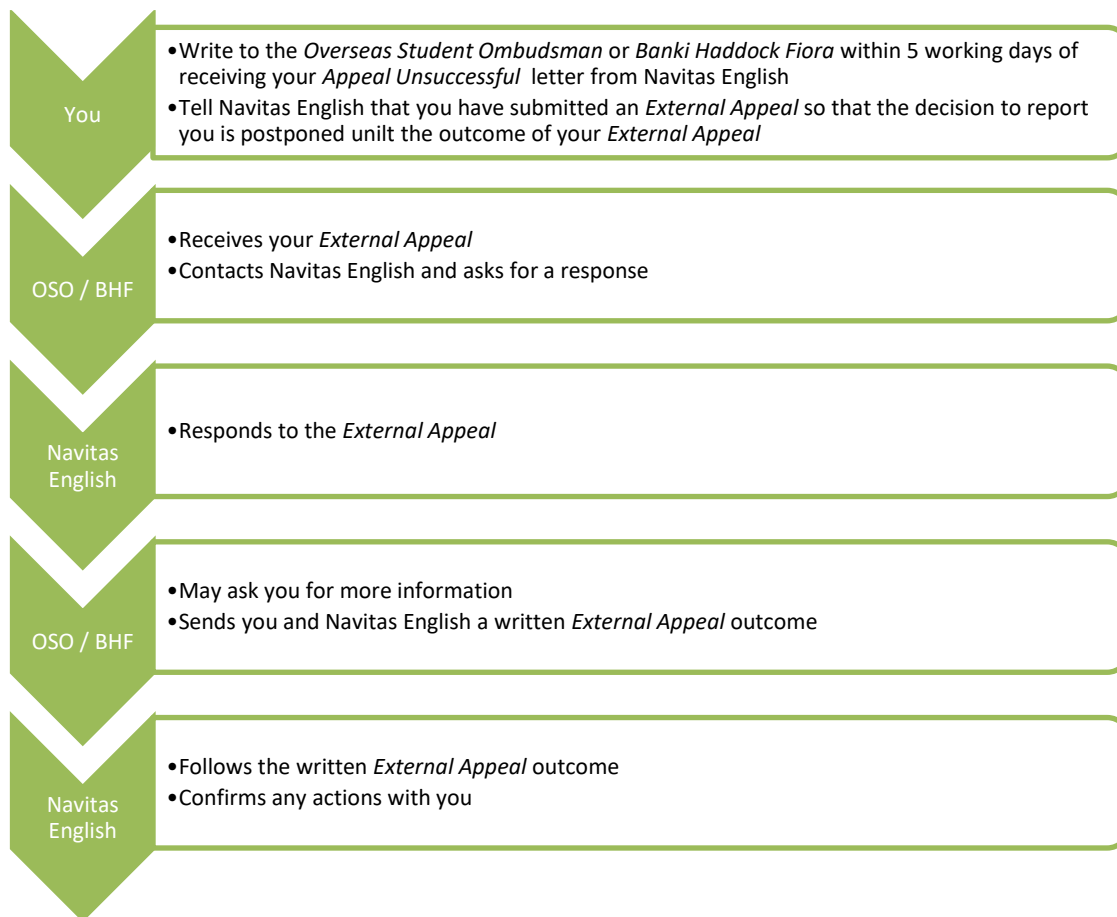 You
•Write to the Overseas Student Ombudsman or Banki Haddock Fiora within 5 working days of
receiving your Appeal Unsuccessful letter from Navitas English
•Tell Navitas English that you have submitted an External Appeal so that the decision to report
you is postponed unilt the outcome of your External Appeal
OSO / BHF
•Receives your External Appeal
•Contacts Navitas English and asks for a response
Navitas
English
•Responds to the External Appeal
OSO / BHF
•May ask you for more information
•Sends you and Navitas English a written External Appeal outcome
Navitas
English
•Follows the written External Appeal outcome
•Confirms any actions with you